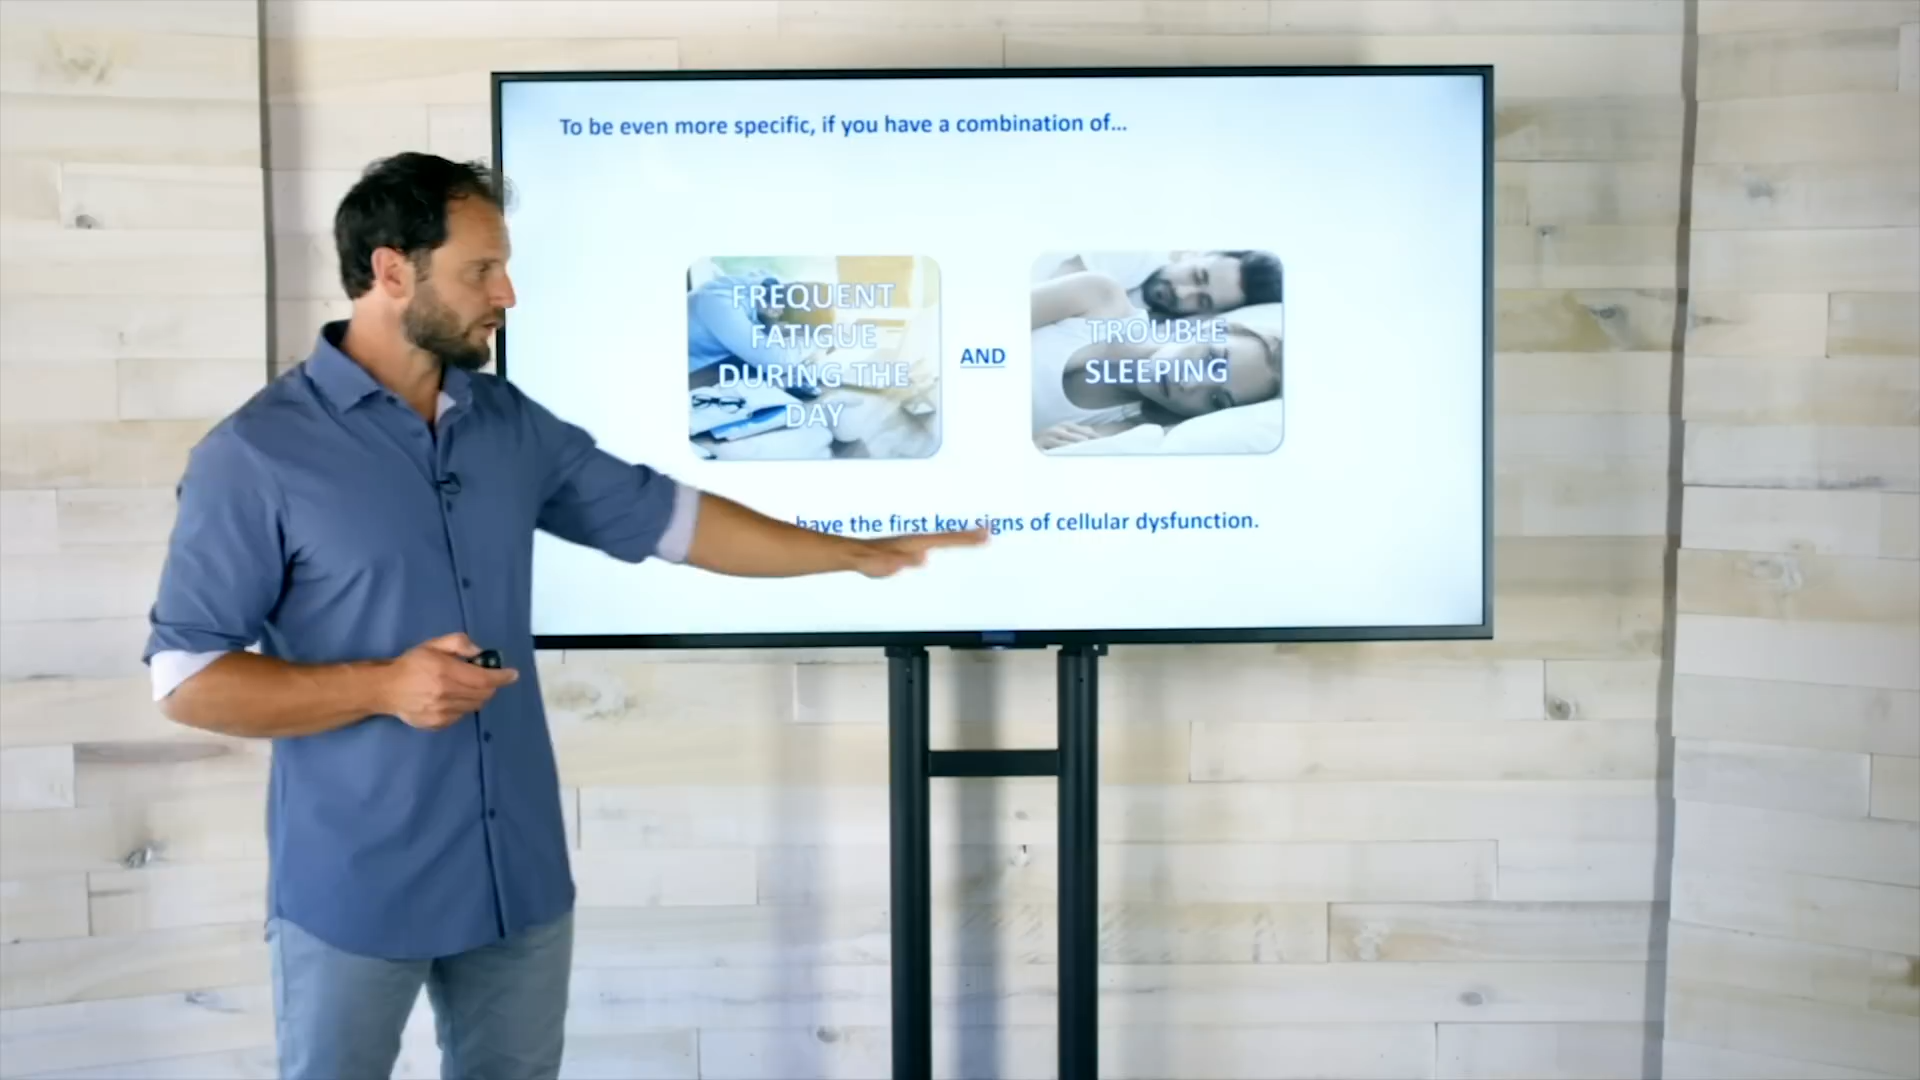 To be even more specific, if you have a combination of...
FREQUENT
FATIGUE
DURING THE
DAY
AND
TROUBLE
SLEEPING
have the first key signs of cellular dysfunction.